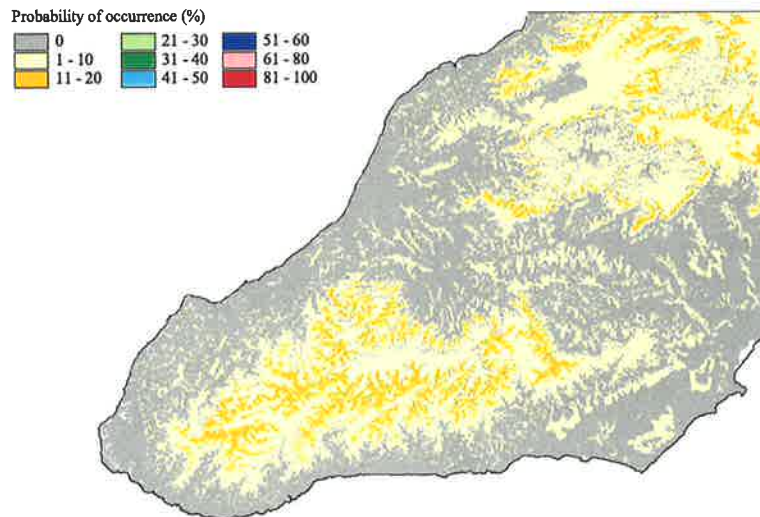 Probability of occurrence (%)
0 21 - 30 51 - 60
1 - 10 31 - 40 61 - 80
11 - 20 41 - 50 81 - 100